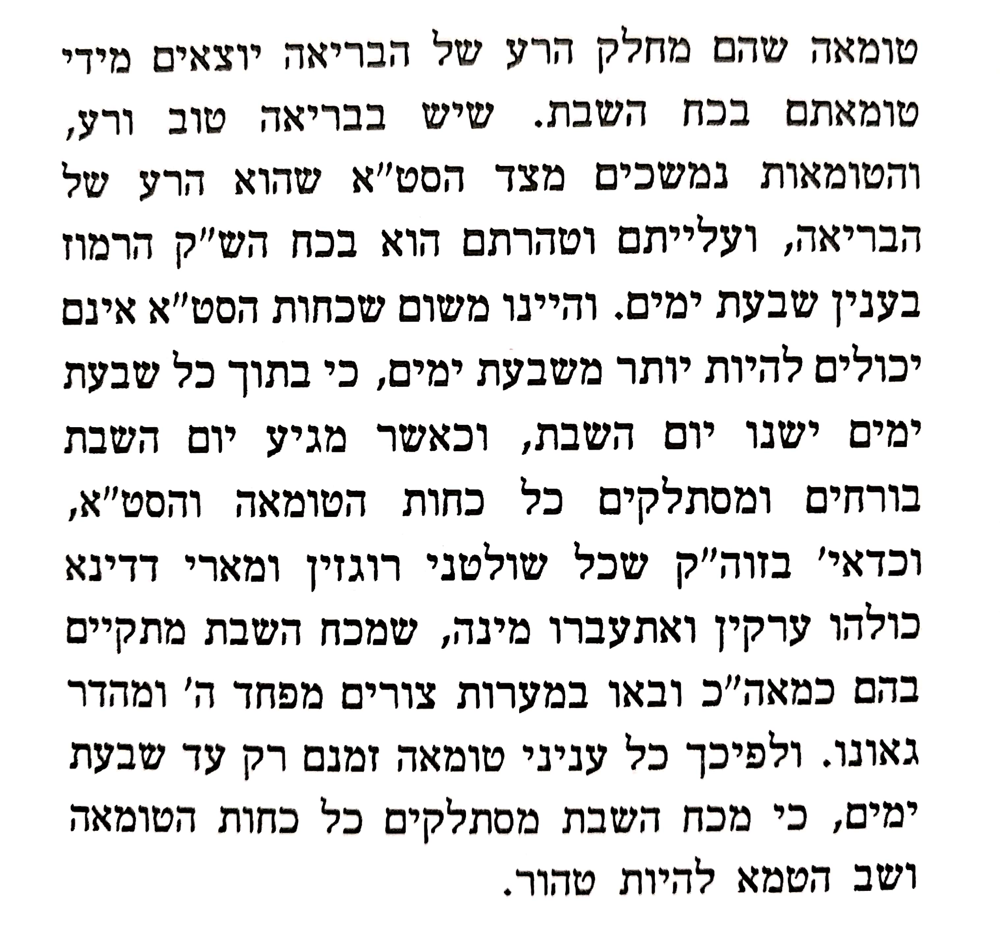 טומאה שהם מחלק הרע של הבריאה יוצאים מידי
טומאתם בכח השבת. שיש בבריאה טוב ורע,
והטומאות נמשכים מצד הסט״א שהוא הרע של
הבריאה, ועלייתם וטהרתם הוא בכח הש״ק הרמוז
בענין שבעת ימים. והיינו משום שכחות הסט״א אינם
יכולים להיות יותר משבעת ימים, כי בתוך כל שבעת
ימים ישנו יום השבת, וכאשר מגיע יום השבת
בורחים ומסתלקים כל כחות הטומאה והסט״א,
וכדאי׳ בזוה״ק שכל שולטני רוגזין ומארי דדינא
כולהו ערקין ואתעברו מינה, שמכח השבת מתקיים
בהם כמאה״כ ובאו במערות צורים מפחד ה׳ ומהדר
גאונו. ולפיכך כל עניני טומאה זמנם רק עד שבעת
ימים, כי מכח השבת מסתלקים כל כחות הטומאה
ושב הטמא להיות טהור.